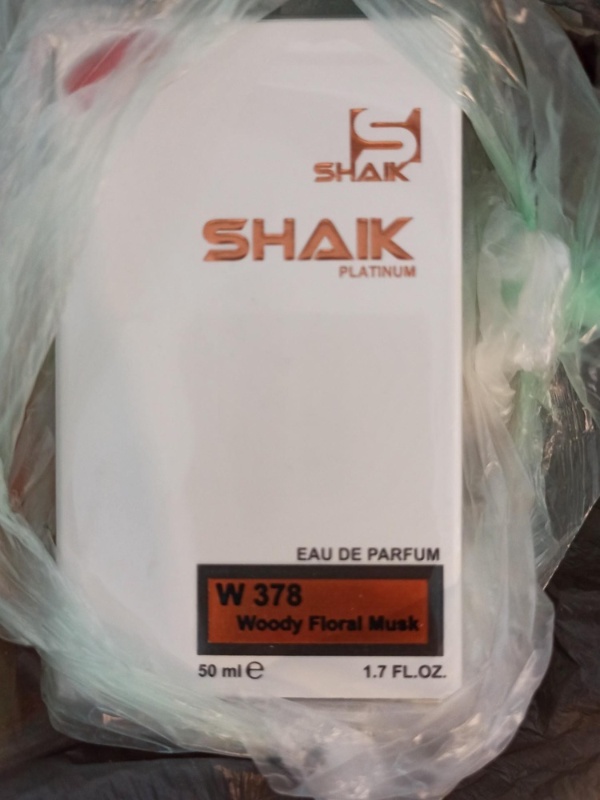 S
SHAIK
SHAIK
PLATINUM
EAU DE PARFUM
W 378
Woody Floral Musk
50 ml ℮
1.7 FL.OZ.